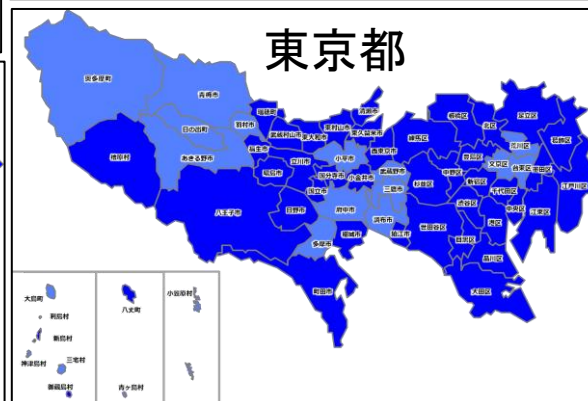 東京都
奥多摩町
青梅市
日の出町
あきる野市
檜原村
八王子市
羽村市
瑞穂町
福生市
武蔵村山市
東大和市
東村山市
清瀬市
東久留米市
西東京市
昭島市
立川市
小平市
国分寺市
小金井市
国立市
日野市
府中市
武蔵野市
三鷹市
調布市
狛江市
稲城市
多摩市
町田市
練馬区
板橋区
北区
足立区
葛飾区
荒川区
豊島区
文京区
台東区
墨田区
江戸川区
中野区
杉並区
新宿区
千代田区
渋谷区
中央区
江東区
港区
世田谷区
目黒区
品川区
大田区
大島町
利島村
新島村
神津島村
三宅村
御蔵島村
八丈町
青ヶ島村
小笠原村